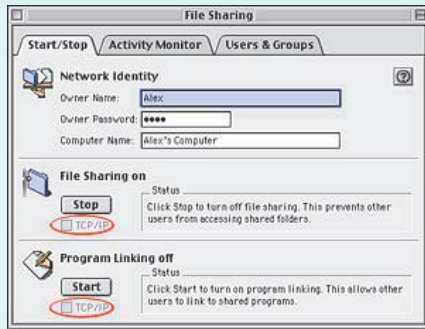 File Sharing
Start/Stop Activity Monitor Users & Groups
Network Identity
?
Owner Name: Alex
Owner Password: ••••
Computer Name: Alex's Computer
File Sharing on
Status
Stop
Click Stop to turn off file sharing. This prevents other
users from accessing shared folders.
TCP/IP
Program Linking off
Status
Start
Click Start to turn on program linking. This allows other
users to link to shared programs.
TCP/IP